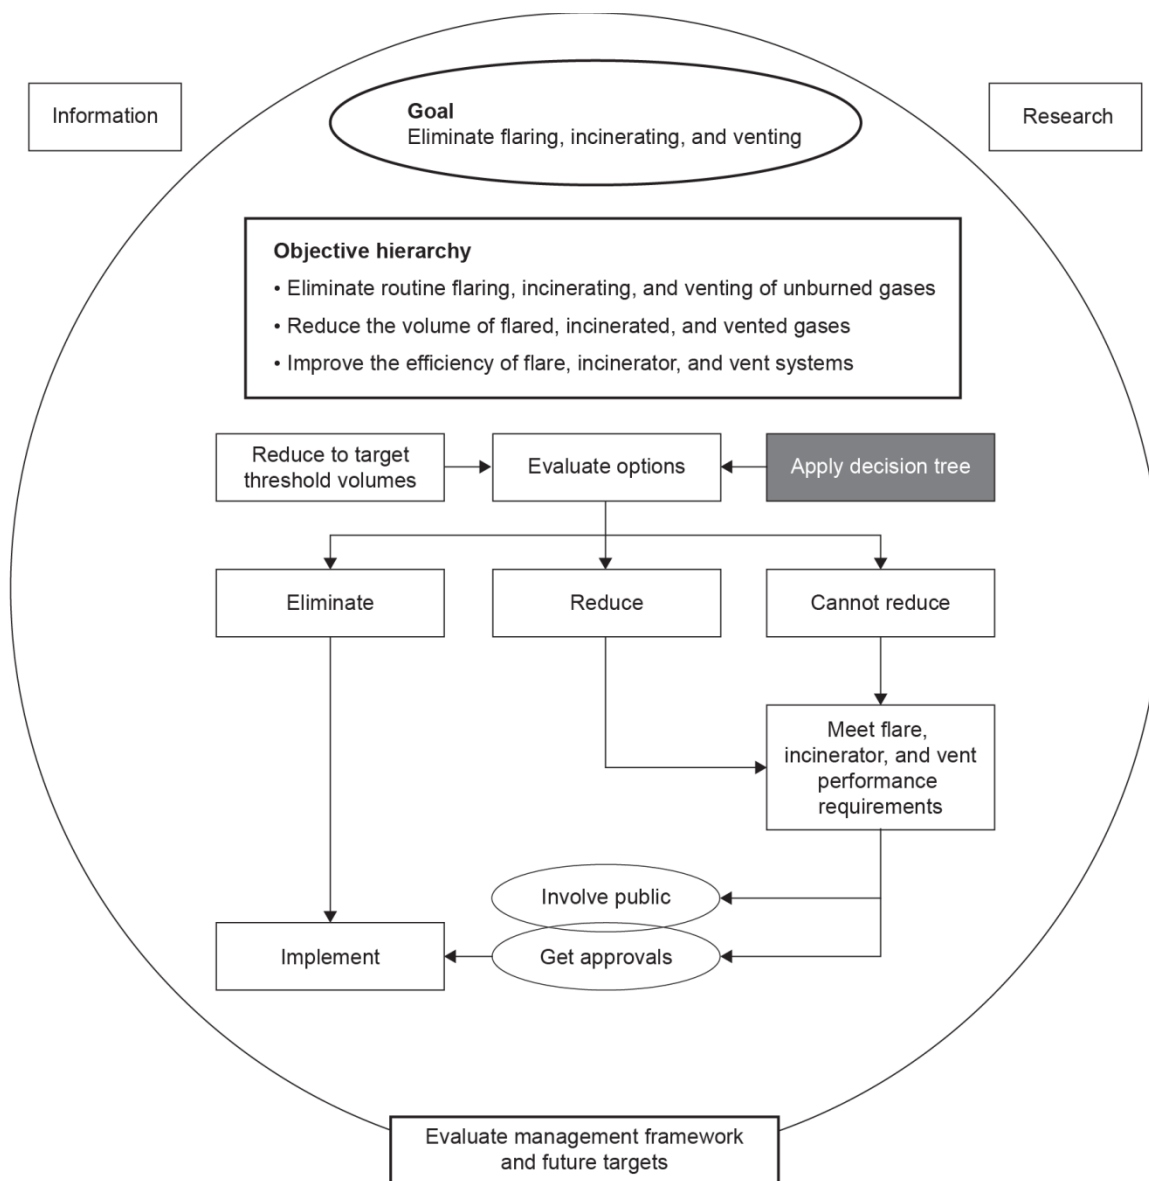 Information
Goal
Eliminate flaring, incinerating, and venting
Research
Objective hierarchy
• Eliminate routine flaring, incinerating, and venting of unburned gases
• Reduce the volume of flared, incinerated, and vented gases
• Improve the efficiency of flare, incinerator, and vent systems
Reduce to target
threshold volumes
Evaluate options
Apply decision tree
Eliminate
Reduce
Cannot reduce
Meet flare,
incinerator, and vent
performance
requirements
Involve public
Get approvals
Implement
Evaluate management framework
and future targets